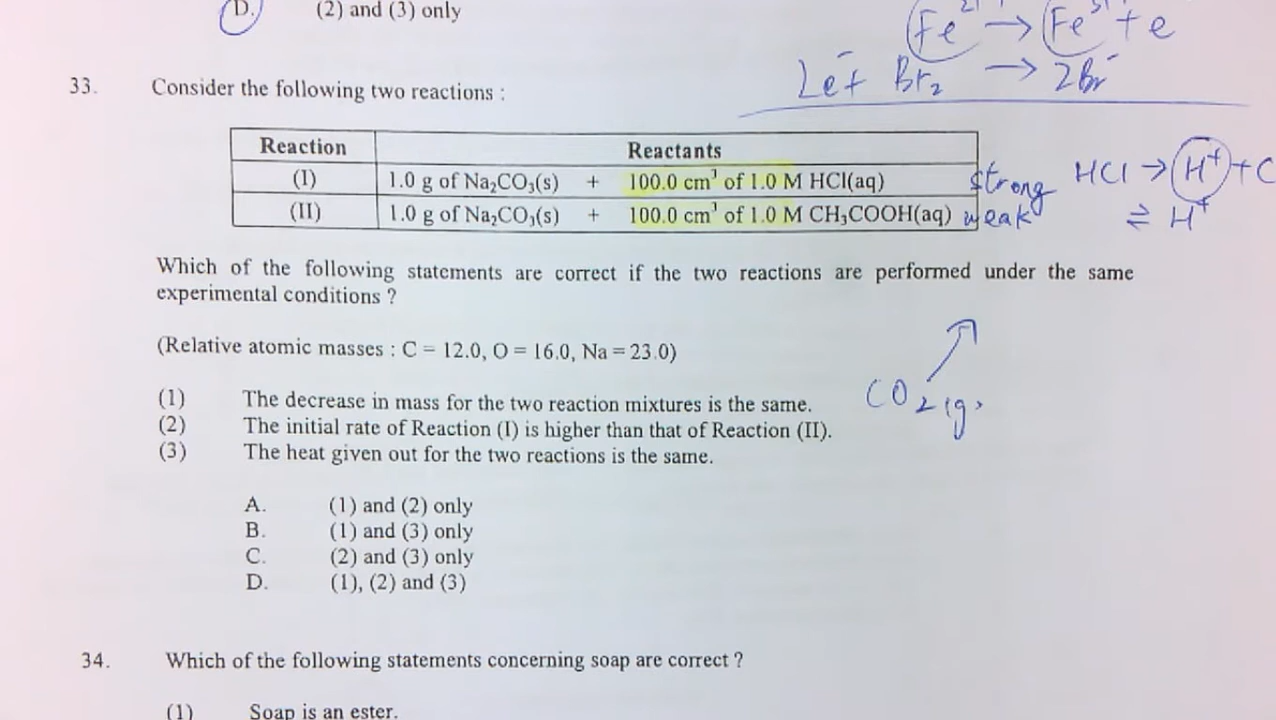 D. (2) and (3) only
Fe²⁺ → Fe³⁺ + e⁻
2e⁻ + Br₂ → 2Br⁻
33. Consider the following two reactions :
Reaction Reactants
(I) 1.0 g of Na₂CO₃(s) + 100.0 cm³ of 1.0 M HCl(aq) strong HCl → H⁺ + C
(II) 1.0 g of Na₂CO₃(s) + 100.0 cm³ of 1.0 M CH₃COOH(aq) weak ⇌ H⁺
Which of the following statements are correct if the two reactions are performed under the same
experimental conditions ?
(Relative atomic masses : C = 12.0, O = 16.0, Na = 23.0)
(1) The decrease in mass for the two reaction mixtures is the same.
CO₂(g)
(2) The initial rate of Reaction (I) is higher than that of Reaction (II).
(3) The heat given out for the two reactions is the same.
A. (1) and (2) only
B. (1) and (3) only
C. (2) and (3) only
D. (1), (2) and (3)
34. Which of the following statements concerning soap are correct ?
(1) Soap is an ester.